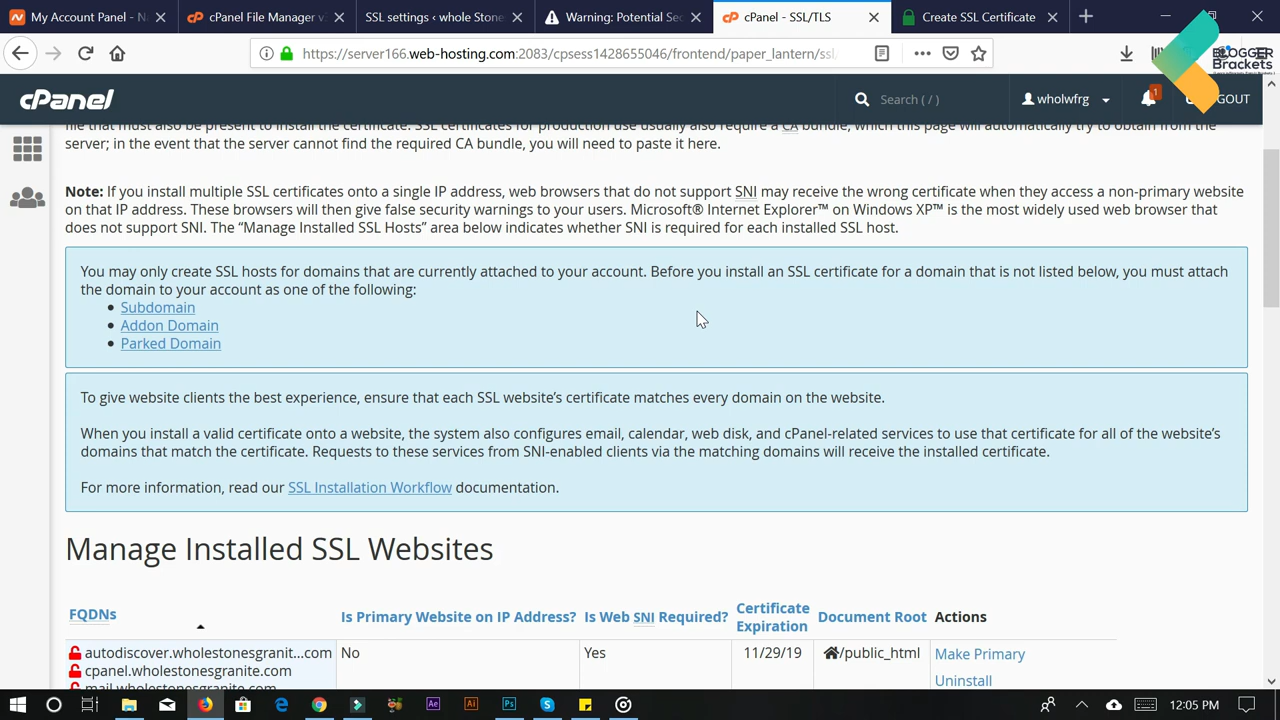 My Account Panel - N
cPanel File Manager v
SSL settings ‹ whole Stone
Warning: Potential Sec
cPanel - SSL/TLS
Create SSL Certificate
https://server166.web-hosting.com:2083/cpsess1428655046/frontend/paper_lantern/ssl
BLOGGER
Brackets
cPanel
Search ( / )
wholwfrg
1
GOUT
file that must also be present to install the certificate. SSL certificates for production use usually also require a CA bundle, which this page will automatically try to obtain from the
server; in the event that the server cannot find the required CA bundle, you will need to paste it here.
Note: If you install multiple SSL certificates onto a single IP address, web browsers that do not support SNI may receive the wrong certificate when they access a non-primary website
on that IP address. These browsers will then give false security warnings to your users. Microsoft® Internet Explorer™ on Windows XP™ is the most widely used web browser that
does not support SNI. The “Manage Installed SSL Hosts” area below indicates whether SNI is required for each installed SSL host.
You may only create SSL hosts for domains that are currently attached to your account. Before you install an SSL certificate for a domain that is not listed below, you must attach
the domain to your account as one of the following:
Subdomain
Addon Domain
Parked Domain
To give website clients the best experience, ensure that each SSL website’s certificate matches every domain on the website.
When you install a valid certificate onto a website, the system also configures email, calendar, web disk, and cPanel-related services to use that certificate for all of the website’s
domains that match the certificate. Requests to these services from SNI-enabled clients via the matching domains will receive the installed certificate.
For more information, read our SSL Installation Workflow documentation.
Manage Installed SSL Websites
FQDNs Is Primary Website on IP Address? Is Web SNI Required? Certificate Expiration Document Root Actions
autodiscover.wholestonesgranit...com No Yes 11/29/19 /public_html Make Primary
cpanel.wholestonesgranite.com Uninstall
mail.wholestonesgranite.com
12:05 PM